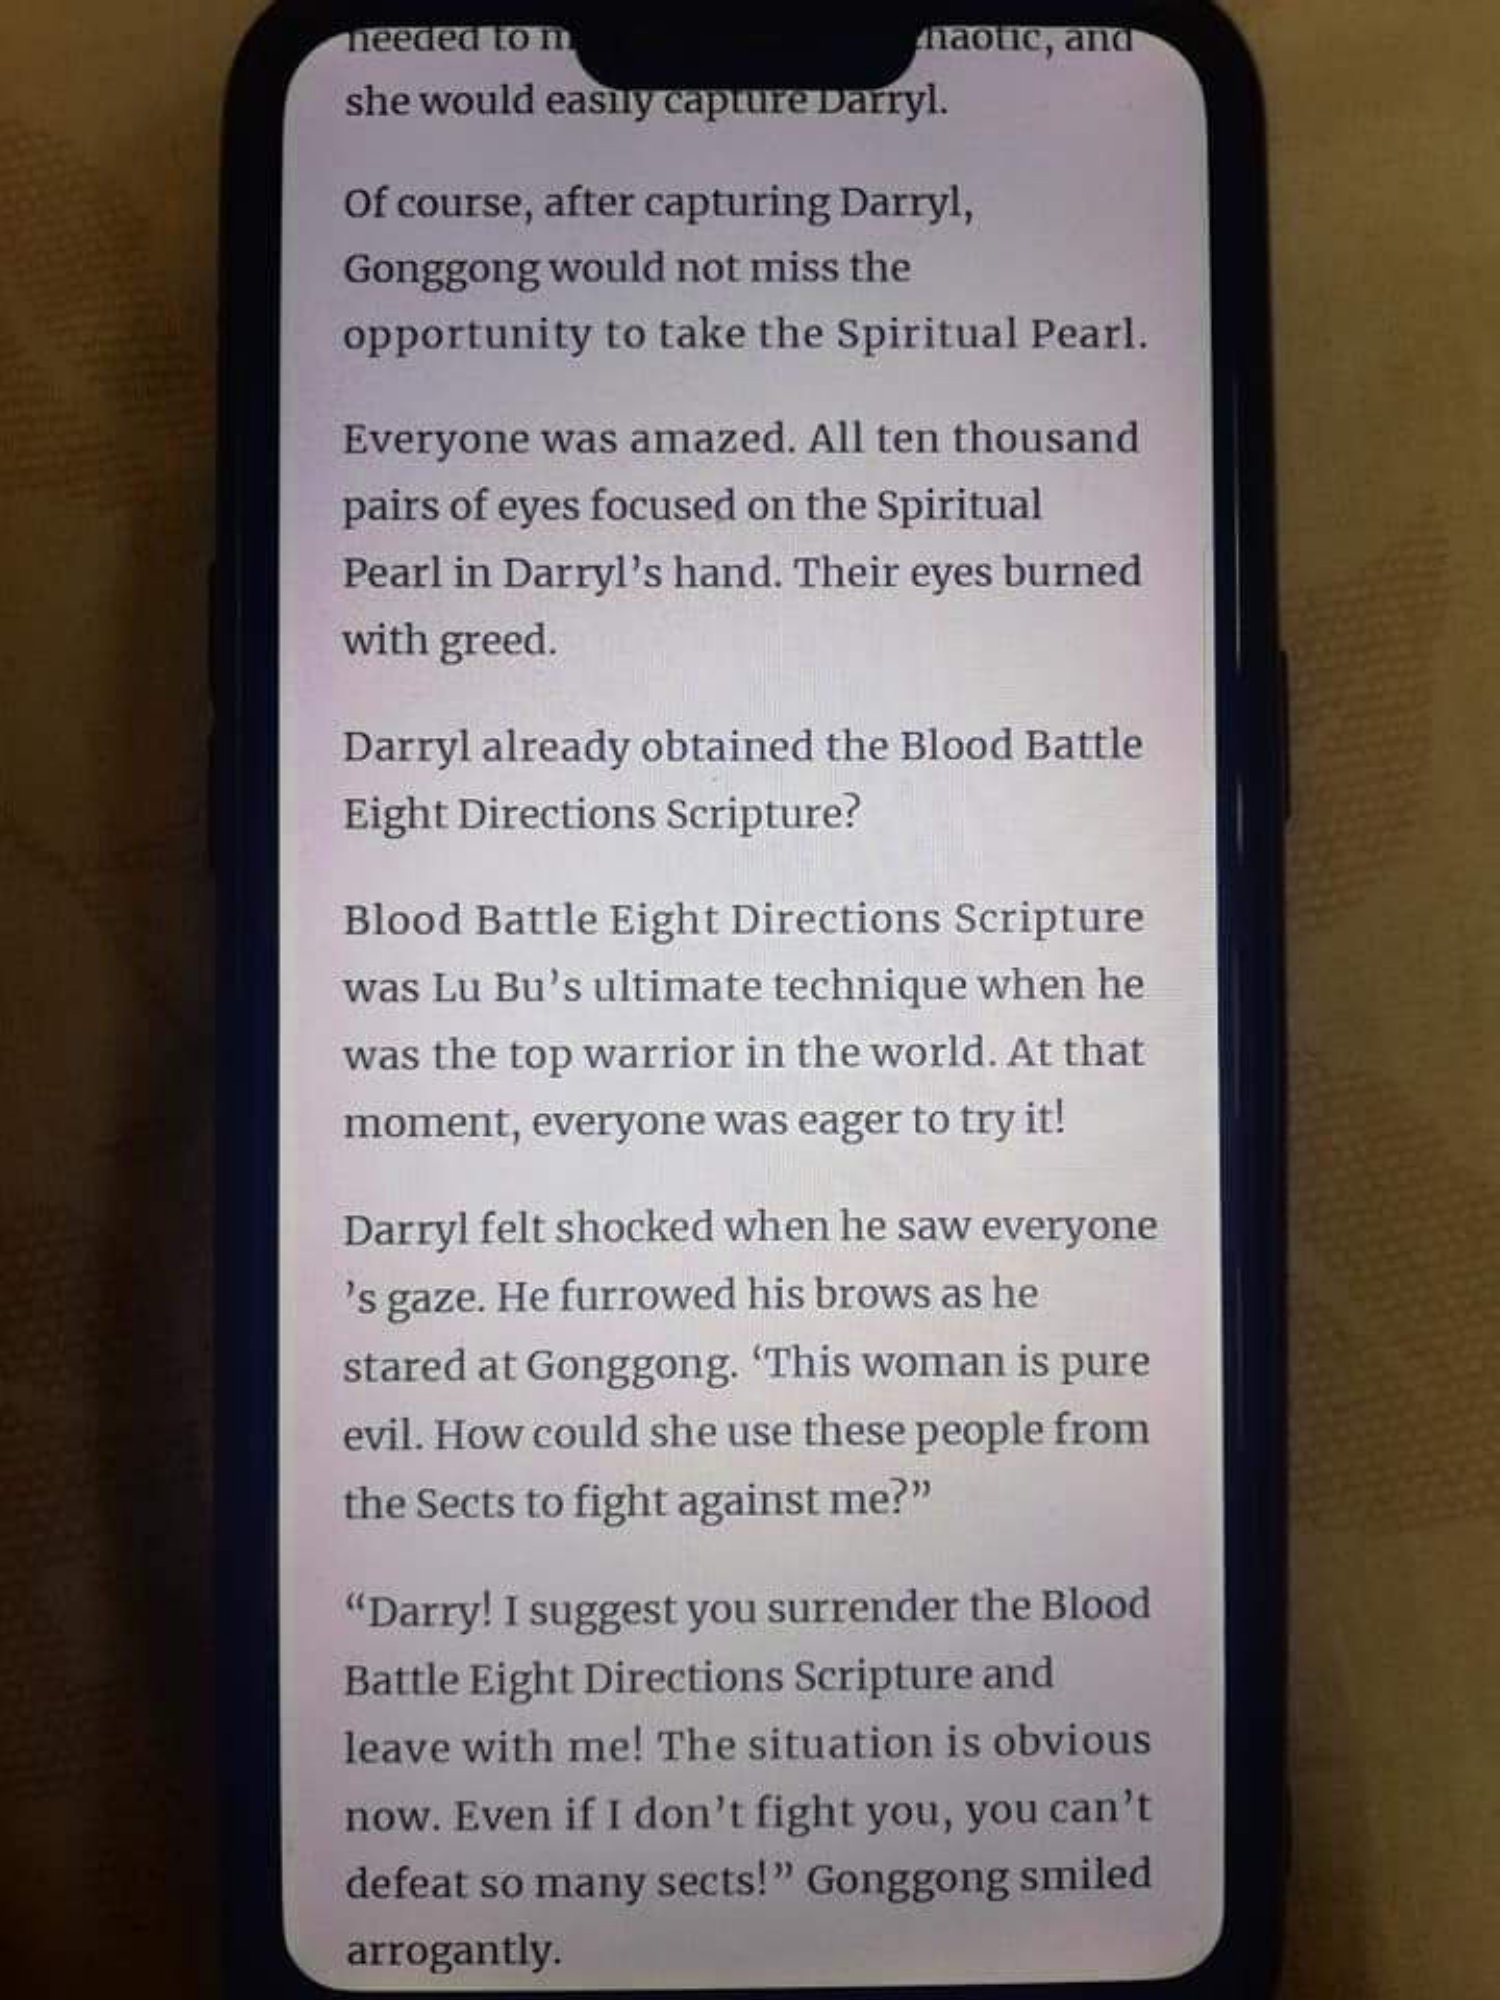 needed to and
she would easily capture Darryl.
Of course, after capturing Darryl,
Gonggong would not miss the
opportunity to take the Spiritual Pearl.
Everyone was amazed. All ten thousand
pairs of eyes focused on the Spiritual
Pearl in Darryl’s hand. Their eyes burned
with greed.
Darryl already obtained the Blood Battle
Eight Directions Scripture?
Blood Battle Eight Directions Scripture
was Lu Bu’s ultimate technique when he
was the top warrior in the world. At that
moment, everyone was eager to try it!
Darryl felt shocked when he saw everyone
’s gaze. He furrowed his brows as he
stared at Gonggong. ‘This woman is pure
evil. How could she use these people from
the Sects to fight against me?”
“Darry! I suggest you surrender the Blood
Battle Eight Directions Scripture and
leave with me! The situation is obvious
now. Even if I don’t fight you, you can’t
defeat so many sects!” Gonggong smiled
arrogantly.